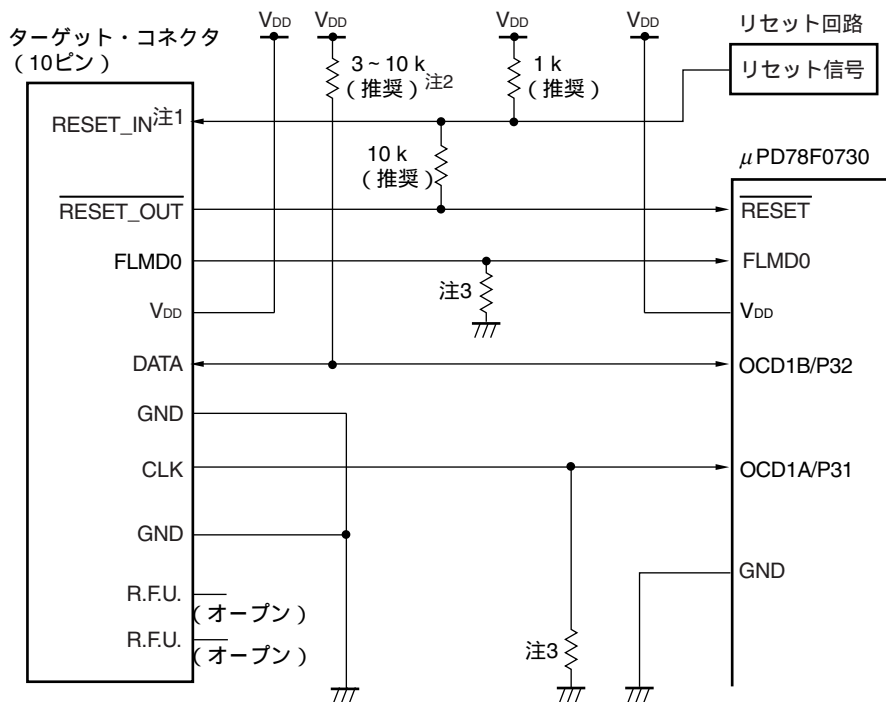 ターゲット・コネクタ
（10ピン）
VDD
VDD
VDD
VDD
リセット回路
リセット信号
3～10 k
（推奨）注2
1 k
（推奨）
RESET_IN注1
10 k
（推奨）
μPD78F0730
RESET_OUT
RESET
FLMD0
FLMD0
注3
VDD
VDD
DATA
OCD1B/P32
GND
CLK
OCD1A/P31
GND
GND
R.F.U.
（オープン）
R.F.U.
（オープン）
注3